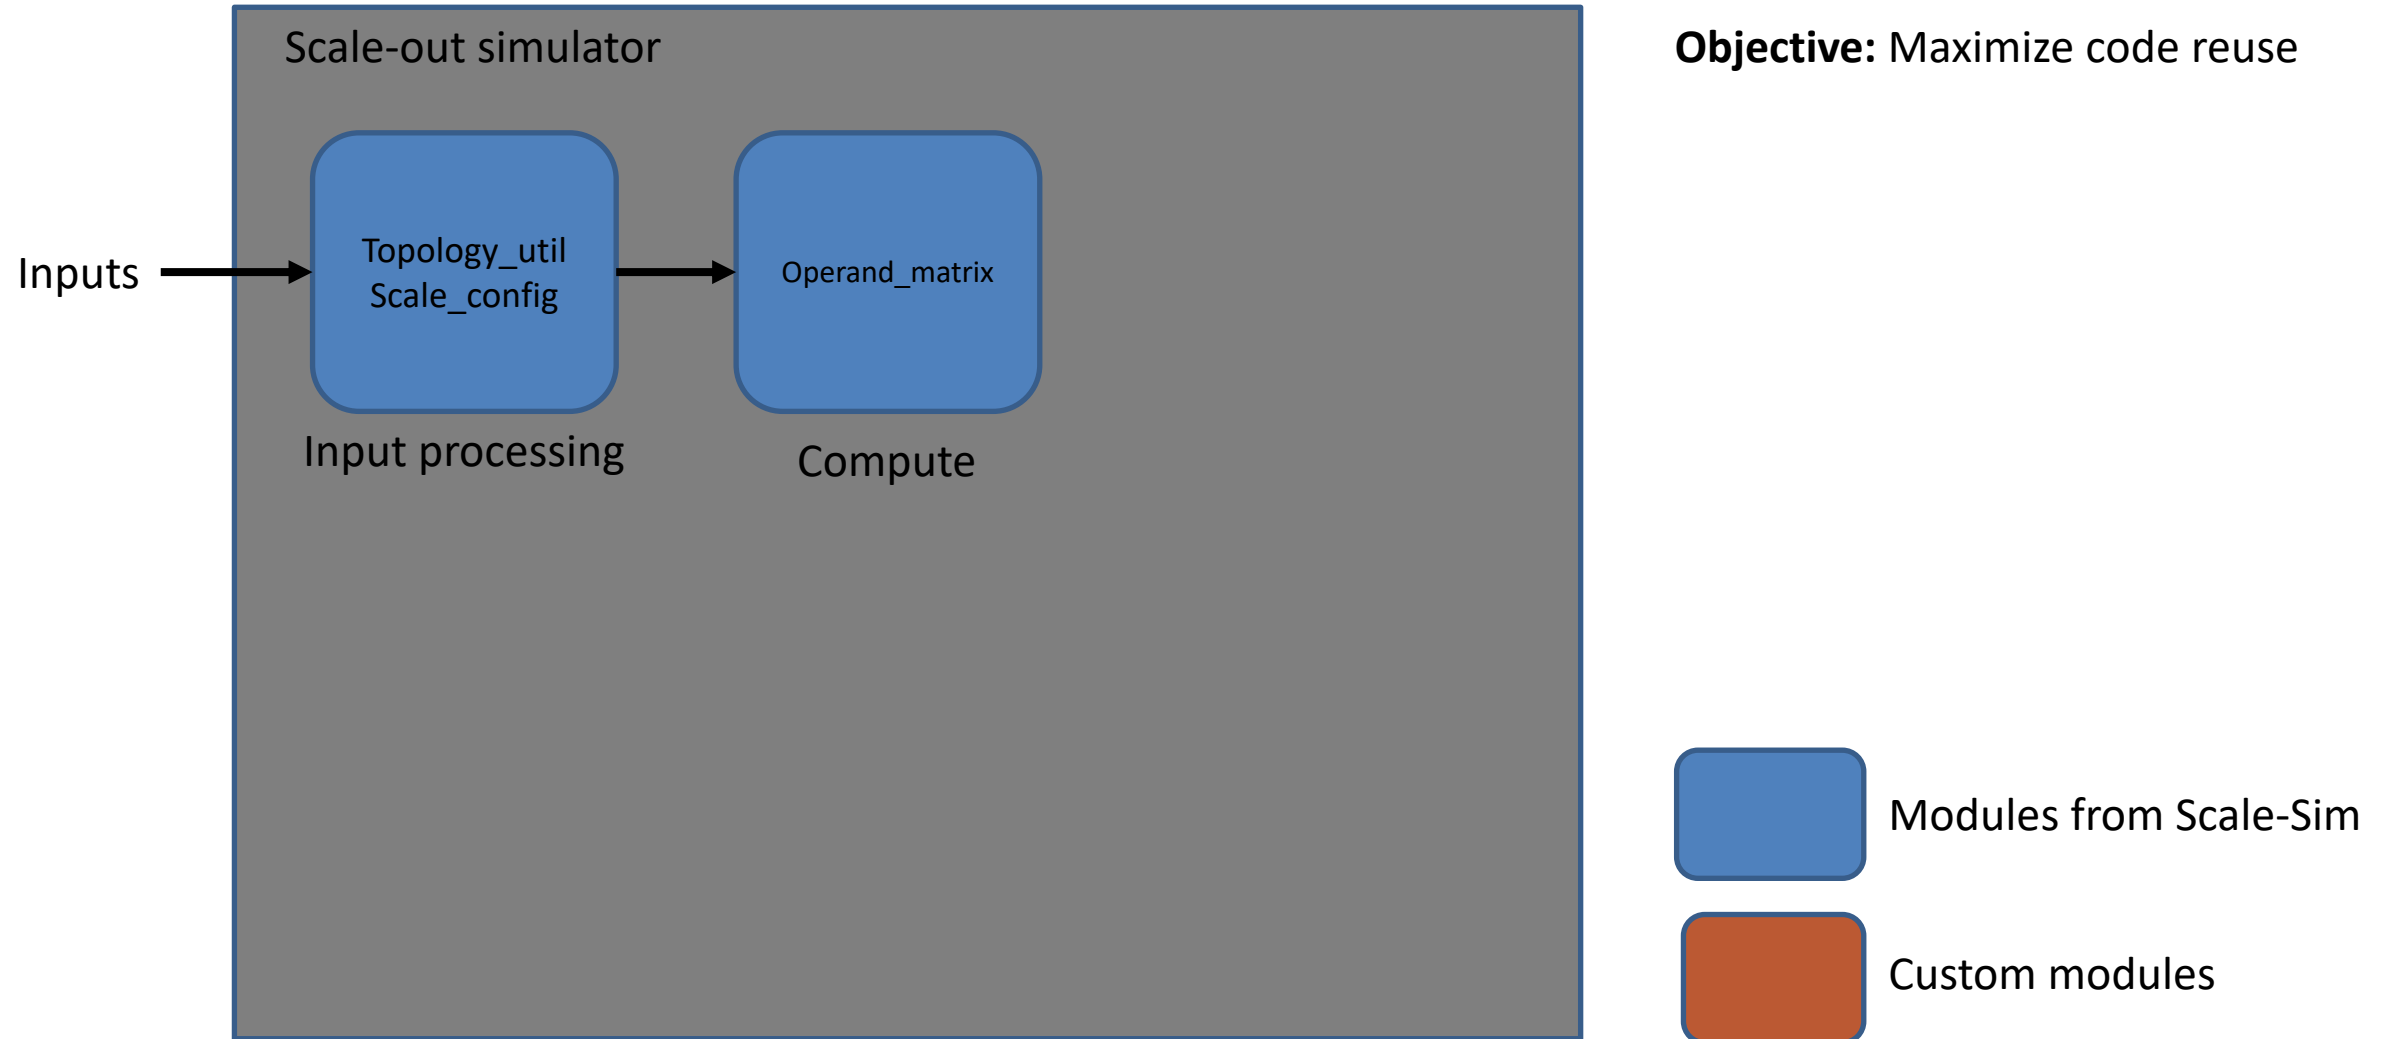 Scale-out simulator
Objective: Maximize code reuse
Inputs
Topology_util
Scale_config
Operand_matrix
Input processing
Compute
Modules from Scale-Sim
Custom modules